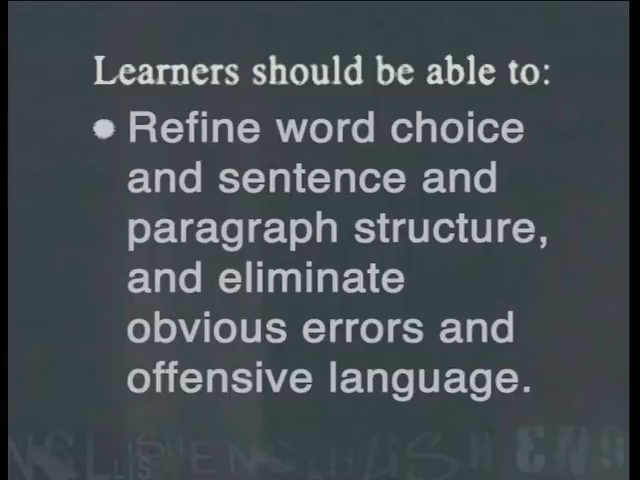 Learners should be able to:
Refine word choice
and sentence and
paragraph structure,
and eliminate
obvious errors and
offensive language.